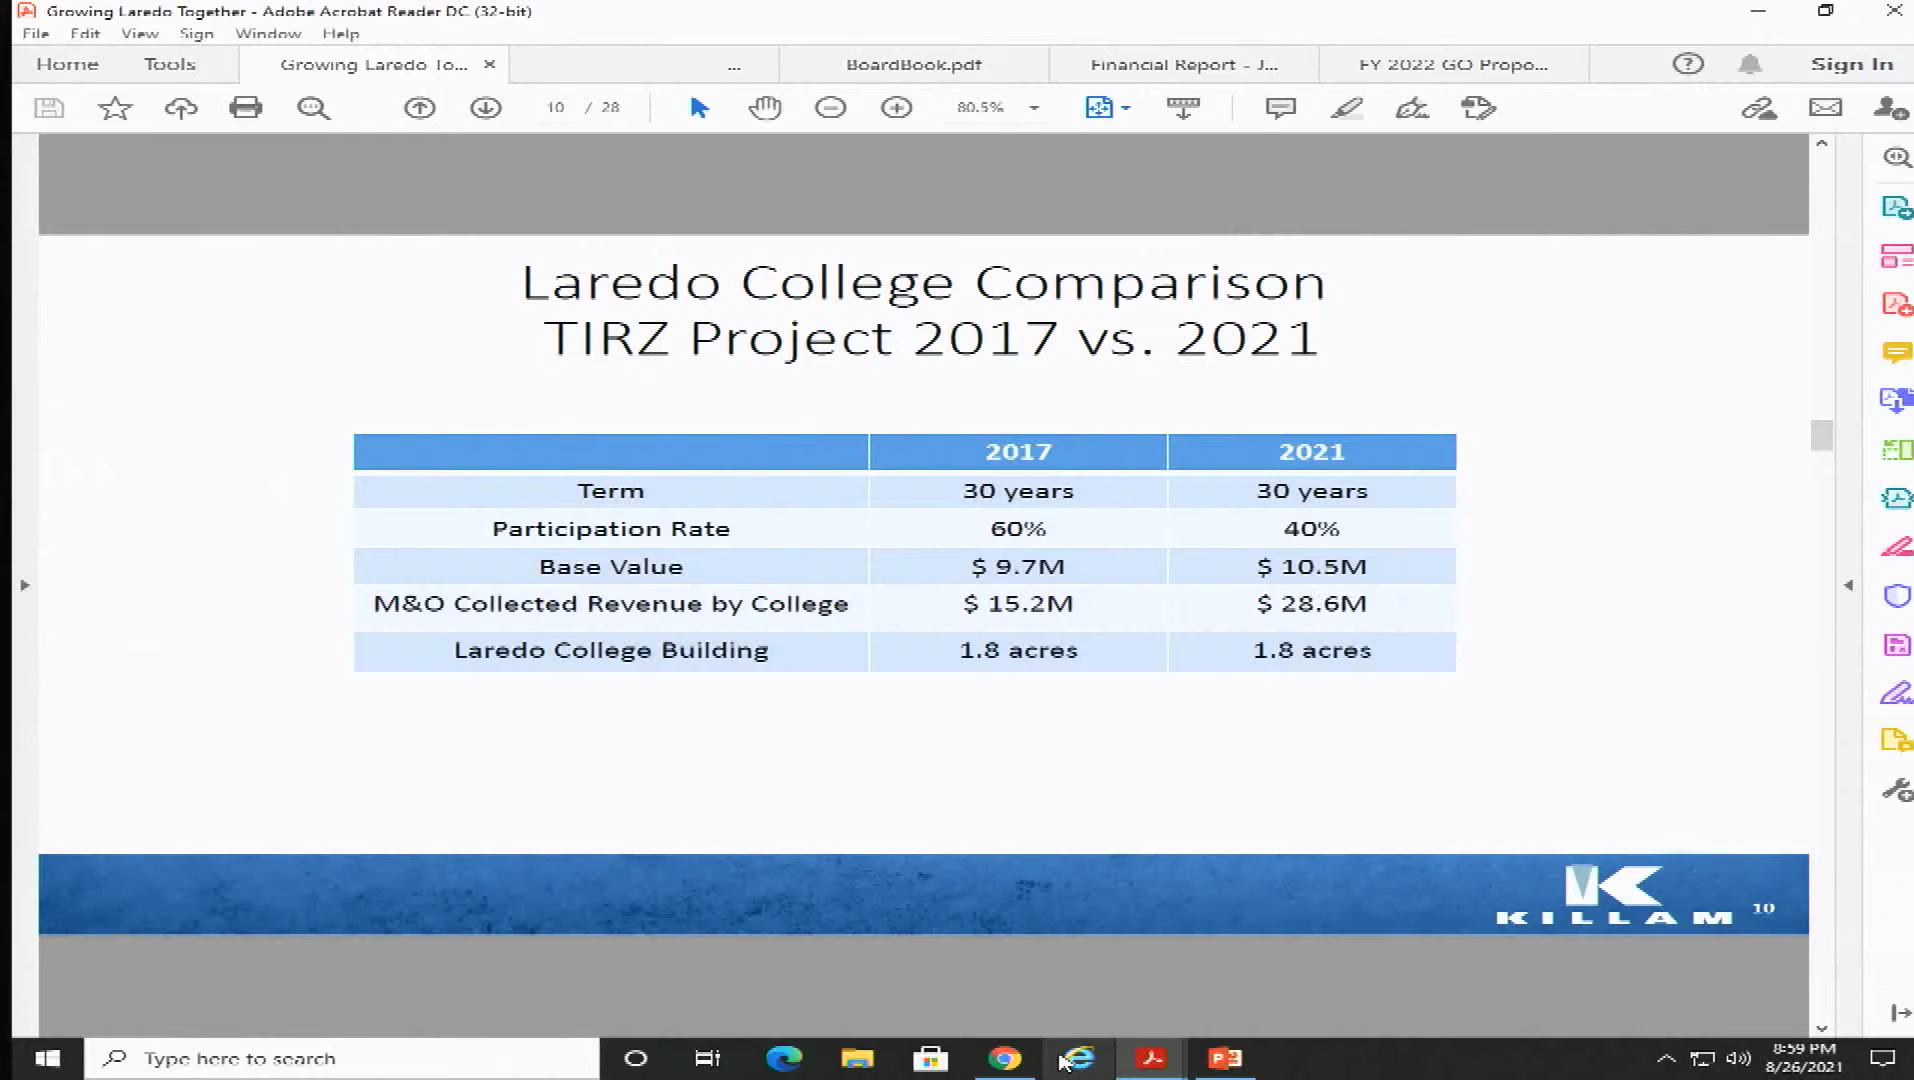 Growing Laredo Together - Adobe Acrobat Reader DC (32-bit)
File Edit View Sign Window Help
Home Tools Growing Laredo To... × ... BoardBook.pdf Financial Report - J... FY 2022 GO Propo... Sign In
10 / 28 80.5%
Laredo College Comparison
TIRZ Project 2017 vs. 2021
2017 2021
Term 30 years 30 years
Participation Rate 60% 40%
Base Value $ 9.7M $ 10.5M
M&O Collected Revenue by College $ 15.2M $ 28.6M
Laredo College Building 1.8 acres 1.8 acres
KILLAM 10
Type here to search
8:59 PM
8/26/2021